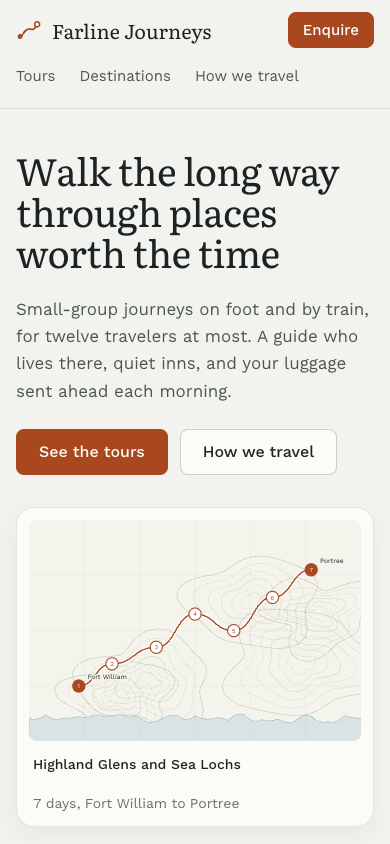 Farline Journeys
Enquire
Tours
Destinations
How we travel
Walk the long way
through places
worth the time
Small-group journeys on foot and by train,
for twelve travelers at most. A guide who
lives there, quiet inns, and your luggage
sent ahead each morning.
See the tours
How we travel
Portree
7
6
5
4
3
2
Fort William
1
Highland Glens and Sea Lochs
7 days, Fort William to Portree